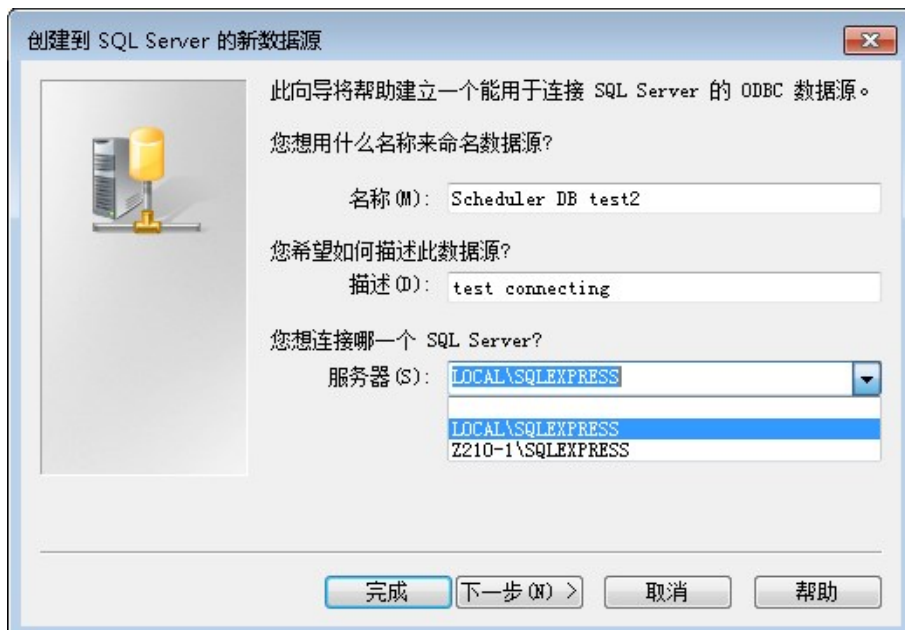 创建到 SQL Server 的新数据源
此向导将帮助建立一个能用于连接 SQL Server 的 ODBC 数据源。
您想用什么名称来命名数据源?
名称(M): Scheduler DB test2
您希望如何描述此数据源?
描述(D): test connecting
您想连接哪一个 SQL Server?
服务器(S): LOCAL\SQLEXPRESS
LOCAL\SQLEXPRESS
Z210-1\SQLEXPRESS
完成 下一步(N) > 取消 帮助